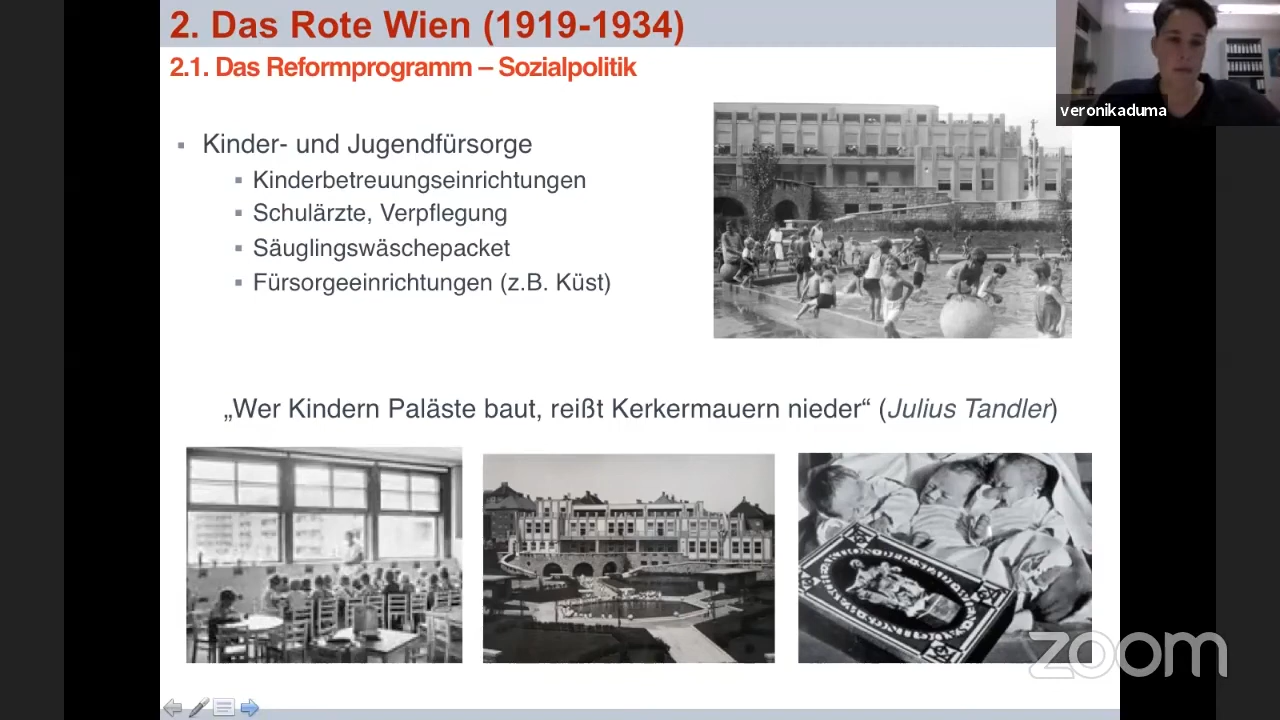 2. Das Rote Wien (1919-1934)
2.1. Das Reformprogramm – Sozialpolitik
veronikaduma
Kinder- und Jugendfürsorge
Kinderbetreuungseinrichtungen
Schulärzte, Verpflegung
Säuglingswäschepacket
Fürsorgeeinrichtungen (z.B. Küst)
„Wer Kindern Paläste baut, reißt Kerkermauern nieder“ (Julius Tandler)
zoom